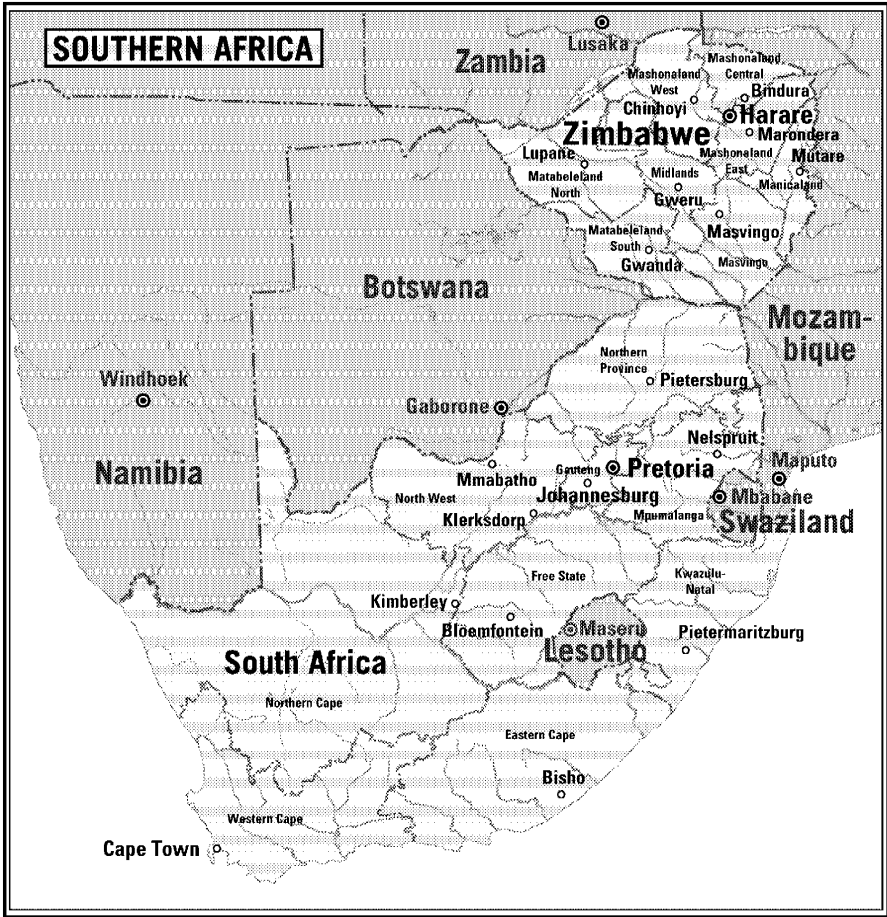 SOUTHERN AFRICA
Lusaka
Zambia
Mashonaland
Central
Mashonaland
West
Bindura
Chinhoyi
Harare
Zimbabwe
Marondera
Lupane
Mashonaland
East
Mutare
Matabeleland
North
Midlands
Manicaland
Gweru
Masvingo
Matabeleland
South
Gwanda
Masvingo
Botswana
Mozam-
bique
Northern
Province
Pietersburg
Windhoek
Gaborone
Nelspruit
Namibia
Mmabatho
Gauteng
Pretoria
Maputo
North West
Johannesburg
Mbabane
Klerksdorp
Mpumalanga
Swaziland
Free State
Kwazulu-
Natal
Kimberley
Bloemfontein
Maseru
Pietermaritzburg
Lesotho
South Africa
Northern Cape
Eastern Cape
Bisho
Western Cape
Cape Town